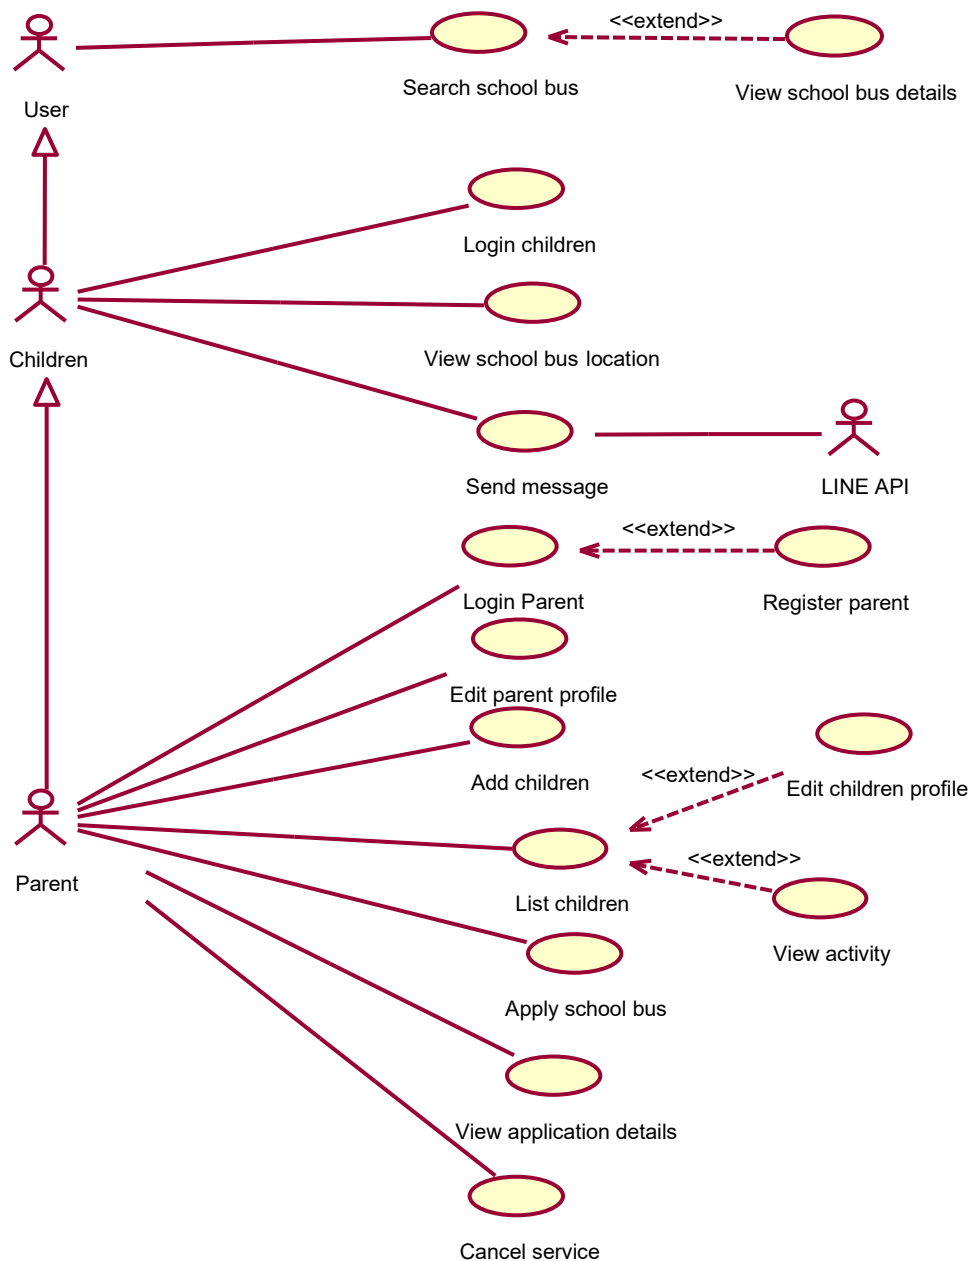 <<extend>>
Search school bus
View school bus details
User
Login children
Children
View school bus location
Send message
LINE API
<<extend>>
Login Parent
Register parent
Edit parent profile
Add children
<<extend>>
Edit children profile
<<extend>>
Parent
List children
View activity
Apply school bus
View application details
Cancel service